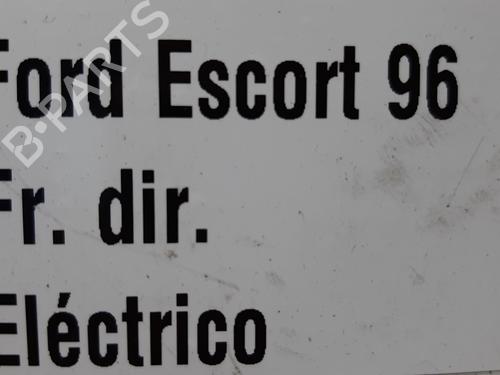 Ford Escort 96
Fr. dir.
Eléctrico
B-PARTS